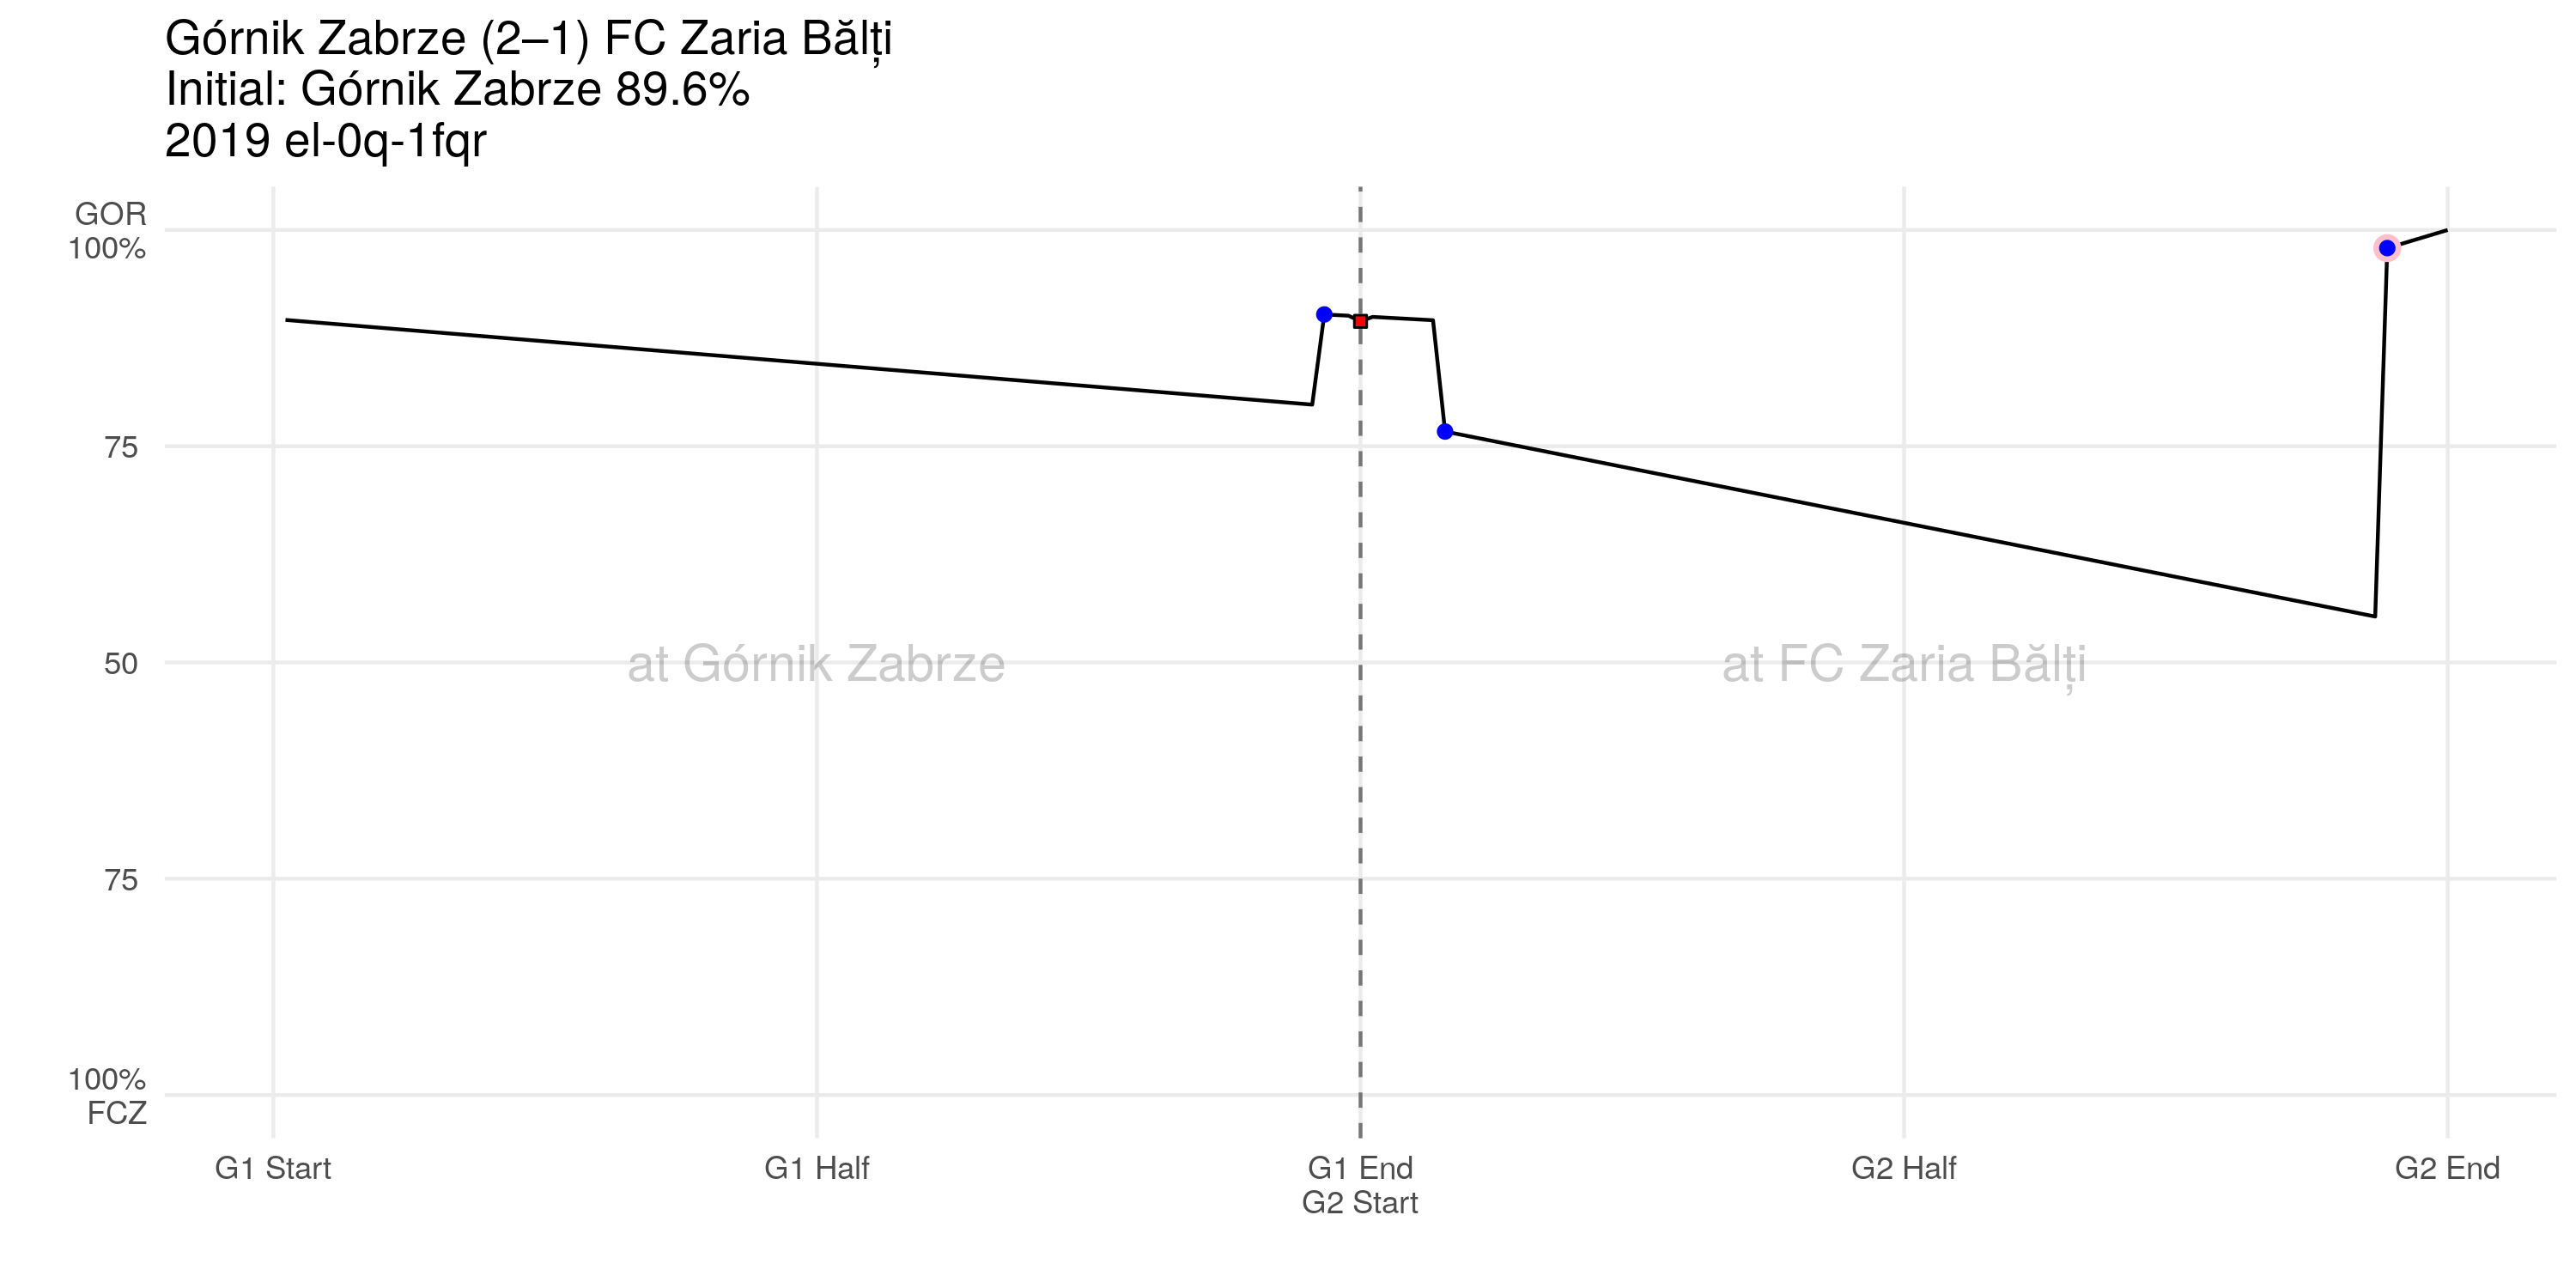 Górnik Zabrze (2–1) FC Zaria Bălți
Initial: Górnik Zabrze 89.6%
2019 el-0q-1fqr
GOR
100%
75
50
75
100%
FCZ
at Górnik Zabrze
at FC Zaria Bălți
G1 Start
G1 Half
G1 End
G2 Start
G2 Half
G2 End